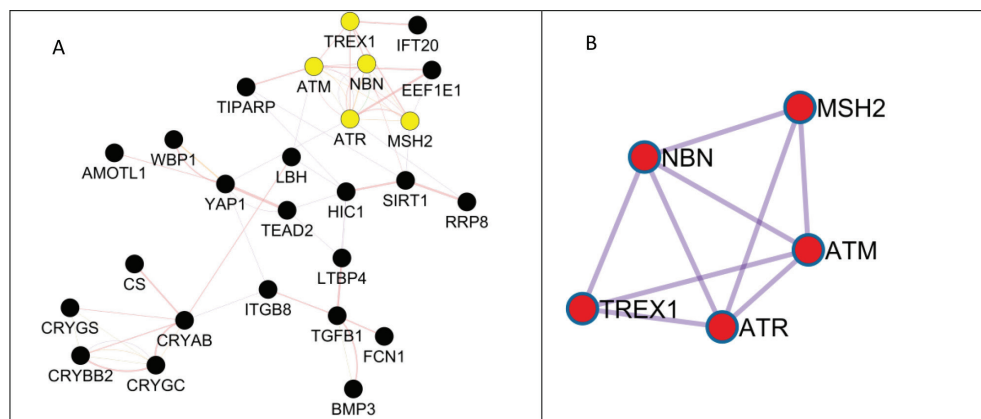 A
TREX1
IFT20
ATM
NBN
EEF1E1
TIPARP
ATR
MSH2
WBP1
AMOTL1
LBH
YAP1
HIC1
SIRT1
RRP8
TEAD2
LTBP4
CS
ITGB8
CRYGS
CRYAB
TGFB1
FCN1
CRYBB2
CRYGC
BMP3
B
MSH2
NBN
ATM
TREX1
ATR